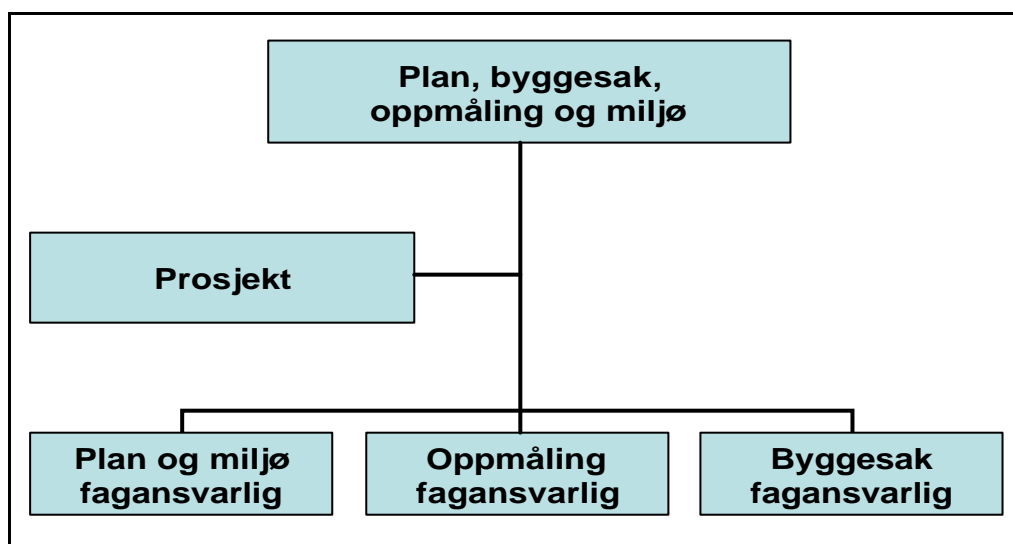 Plan, byggesak,
oppmåling og miljø
Prosjekt
Plan og miljø
fagansvarlig
Oppmåling
fagansvarlig
Byggesak
fagansvarlig